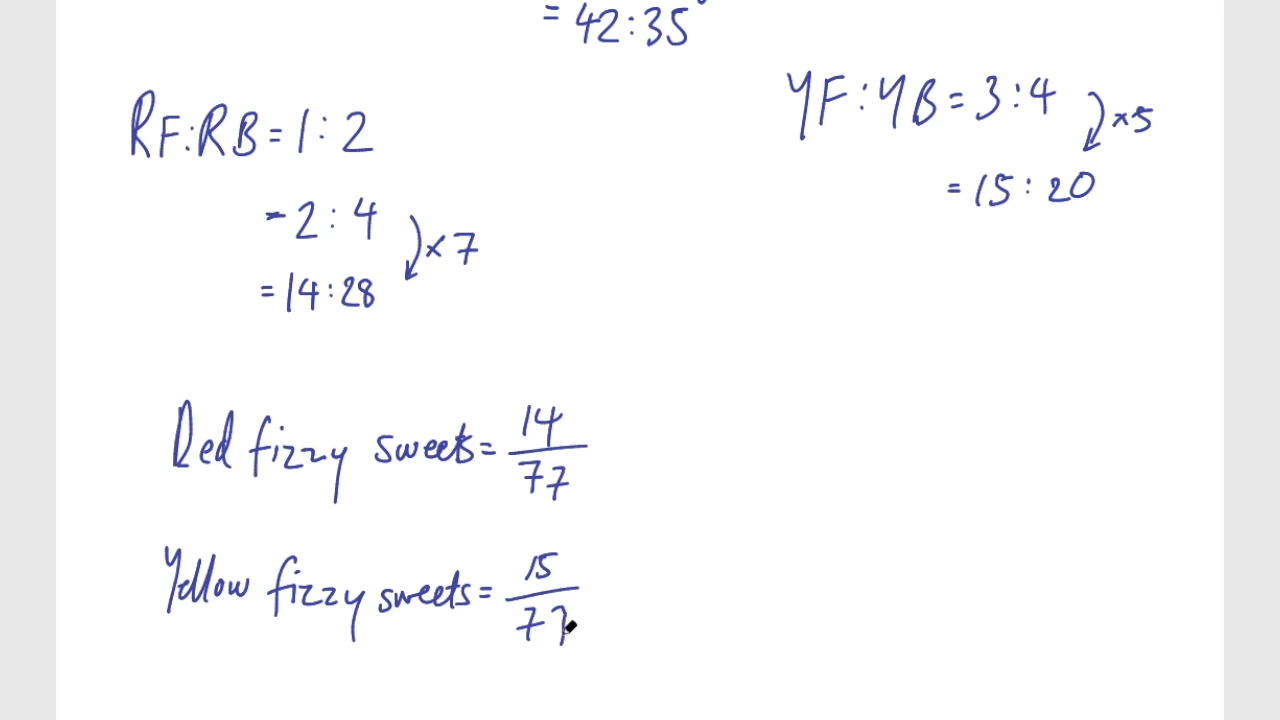 = 42:35
RF:RB = 1:2
- 2:4
×7
= 14:28
YF:YB = 3:4
×5
= 15:20
Red fizzy sweets = 14/77
Yellow fizzy sweets = 15/77